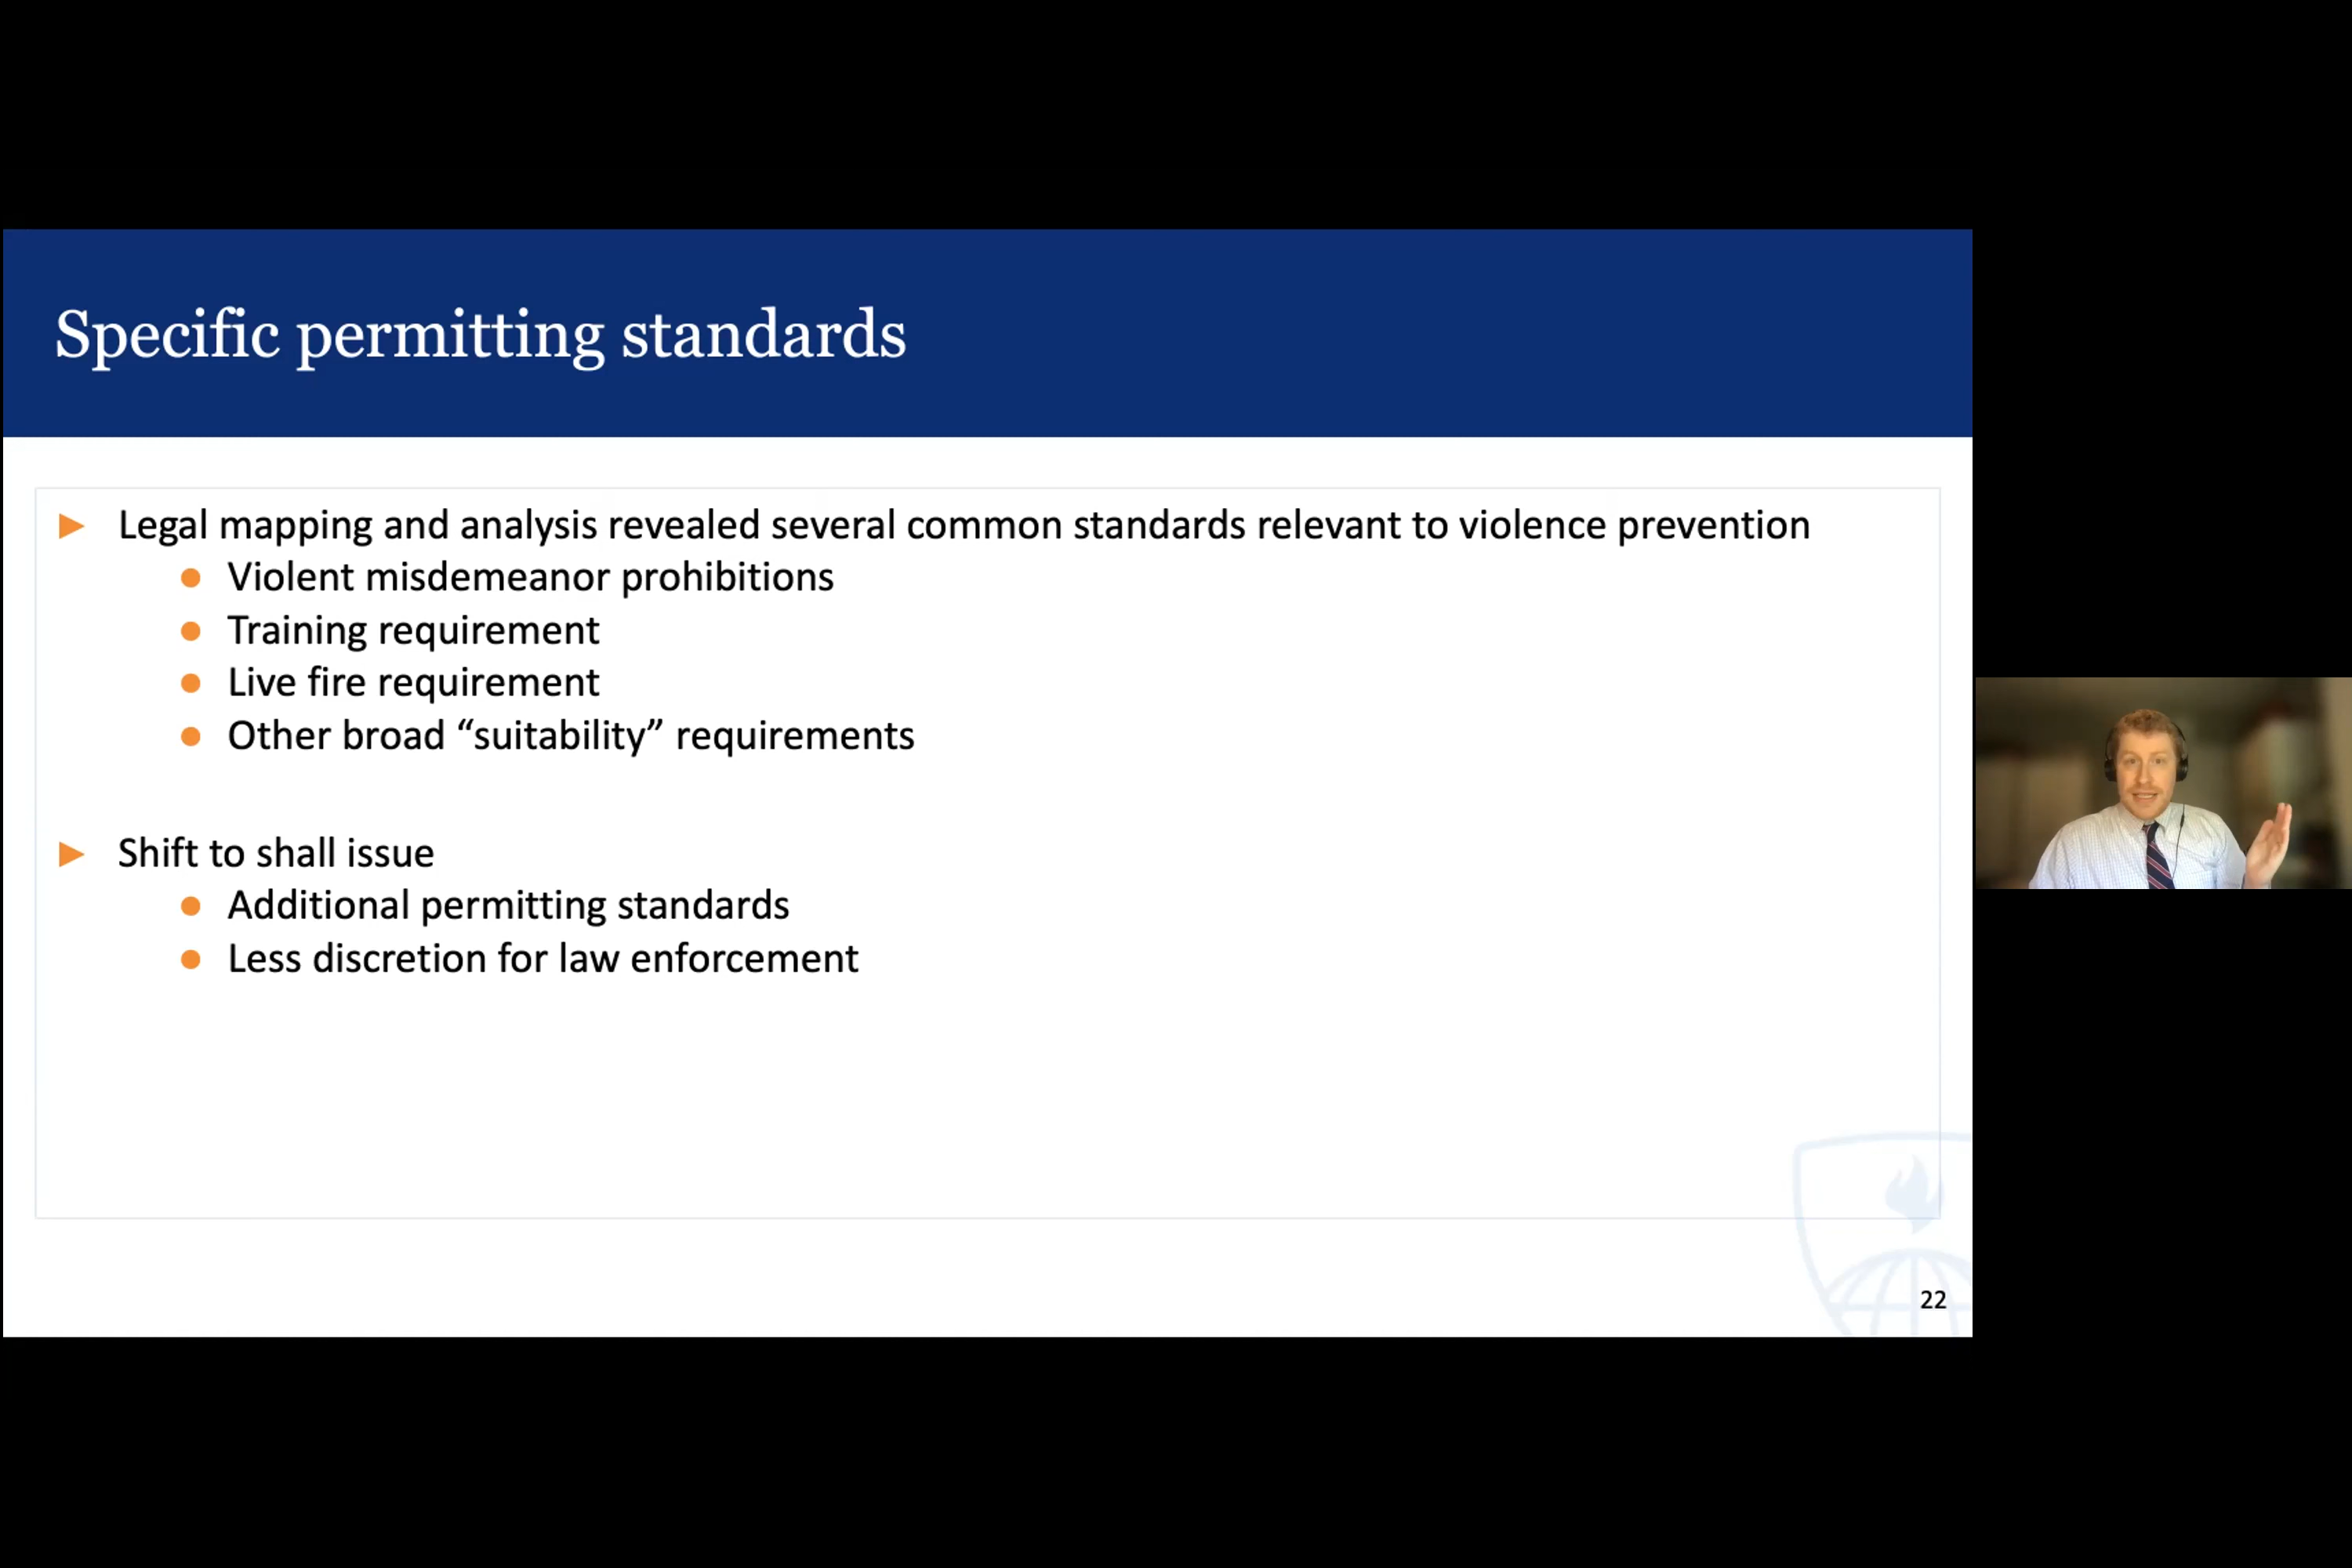 Specific permitting standards
Legal mapping and analysis revealed several common standards relevant to violence prevention
Violent misdemeanor prohibitions
Training requirement
Live fire requirement
Other broad “suitability” requirements
Shift to shall issue
Additional permitting standards
Less discretion for law enforcement
22